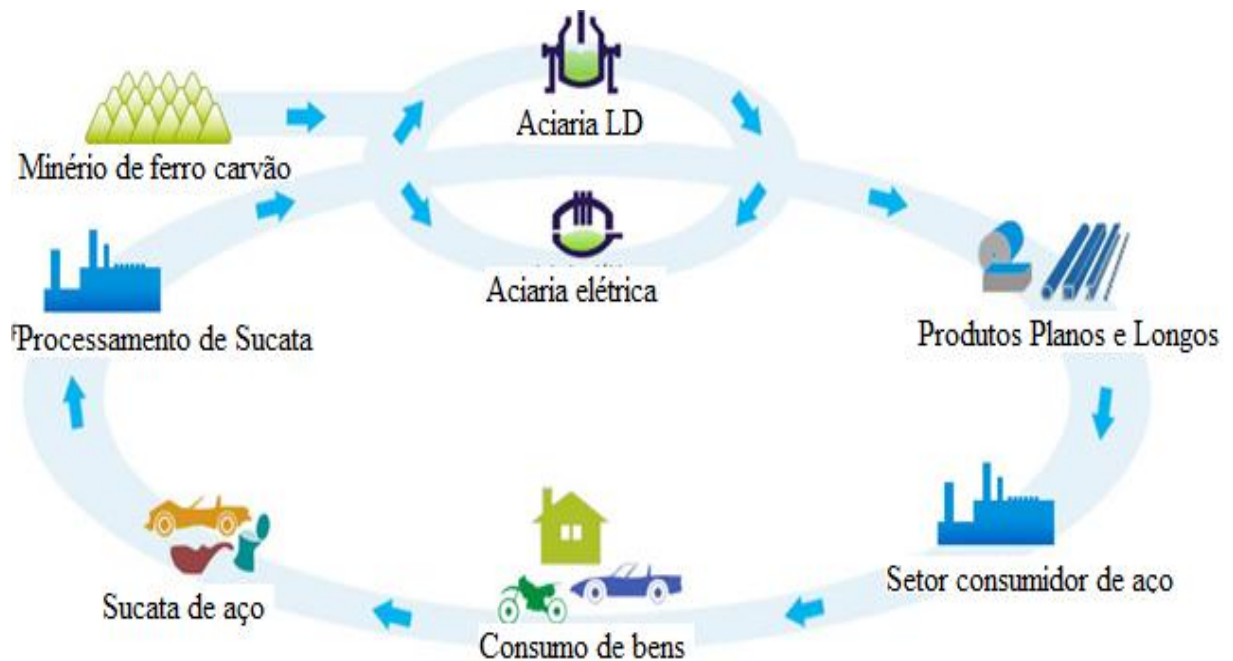 Aciaria LD
Minério de ferro carvão
Aciaria elétrica
Processamento de Sucata
Produtos Planos e Longos
Setor consumidor de aço
Sucata de aço
Consumo de bens